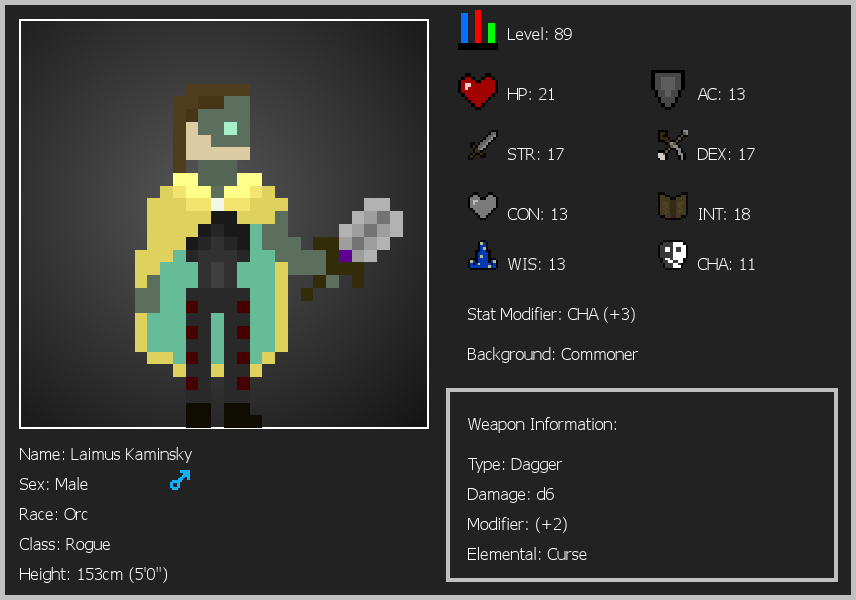 Level: 89
HP: 21
AC: 13
STR: 17
DEX: 17
CON: 13
INT: 18
WIS: 13
CHA: 11
Stat Modifier: CHA (+3)
Background: Commoner
Weapon Information:
Type: Dagger
Damage: d6
Modifier: (+2)
Elemental: Curse
Name: Laimus Kaminsky
Sex: Male
Race: Orc
Class: Rogue
Height: 153cm (5'0")